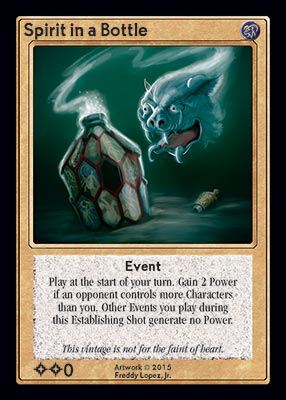 Spirit in a Bottle
Event
Play at the start of your turn. Gain 2 Power
if an opponent controls more Characters
than you. Other Events you play during
this Establishing Shot generate no Power.
This vintage is not for the faint of heart.
Artwork © 2015
Freddy Lopez, Jr.
0